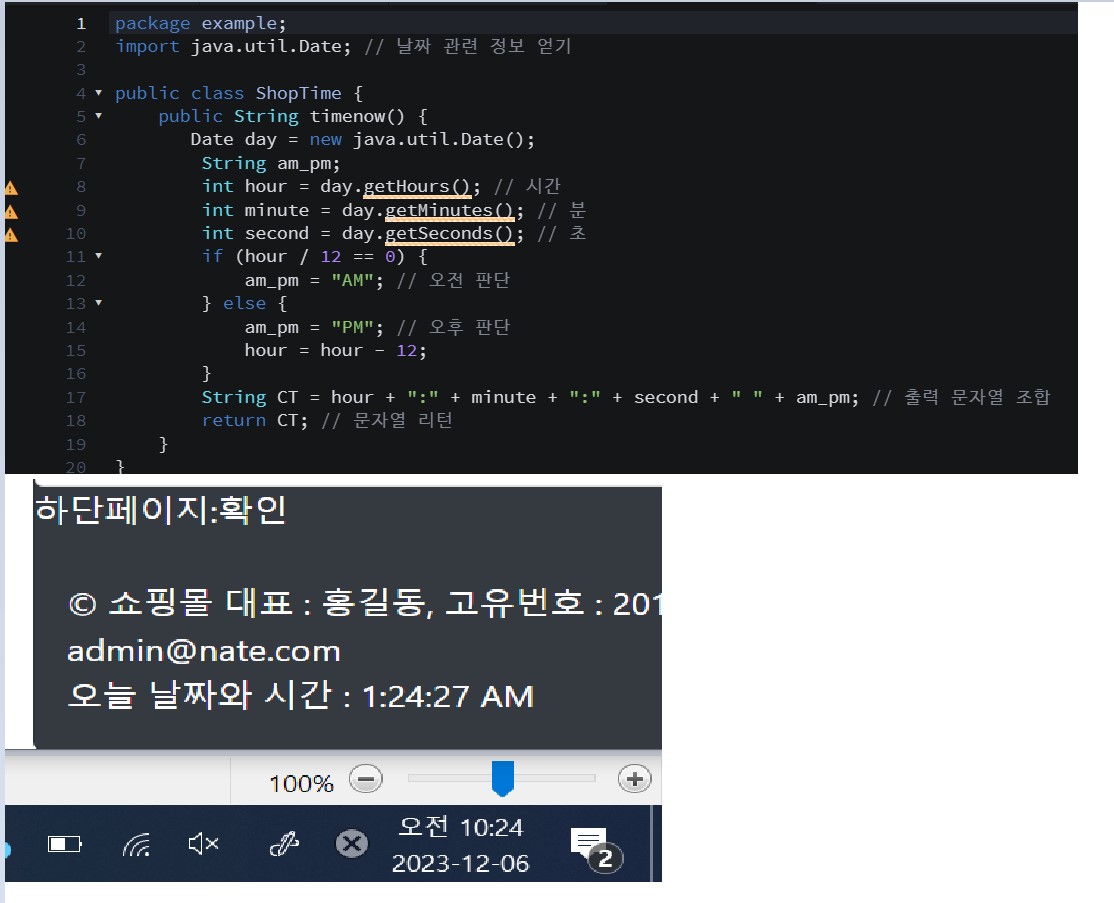 1 package example;
2 import java.util.Date; // 날짜 관련 정보 얻기
3
4 public class ShopTime {
5 public String timenow() {
6 Date day = new java.util.Date();
7 String am_pm;
8 int hour = day.getHours(); // 시간
9 int minute = day.getMinutes(); // 분
10 int second = day.getSeconds(); // 초
11 if (hour / 12 == 0) {
12 am_pm = "AM"; // 오전 판단
13 } else {
14 am_pm = "PM"; // 오후 판단
15 hour = hour - 12;
16 }
17 String CT = hour + ":" + minute + ":" + second + " " + am_pm; // 출력 문자열 조합
18 return CT; // 문자열 리턴
19 }
20 }
하단페이지:확인
© 쇼핑몰 대표 : 홍길동, 고유번호 : 201
admin@nate.com
오늘 날짜와 시간 : 1:24:27 AM
100%
오전 10:24
2023-12-06
2